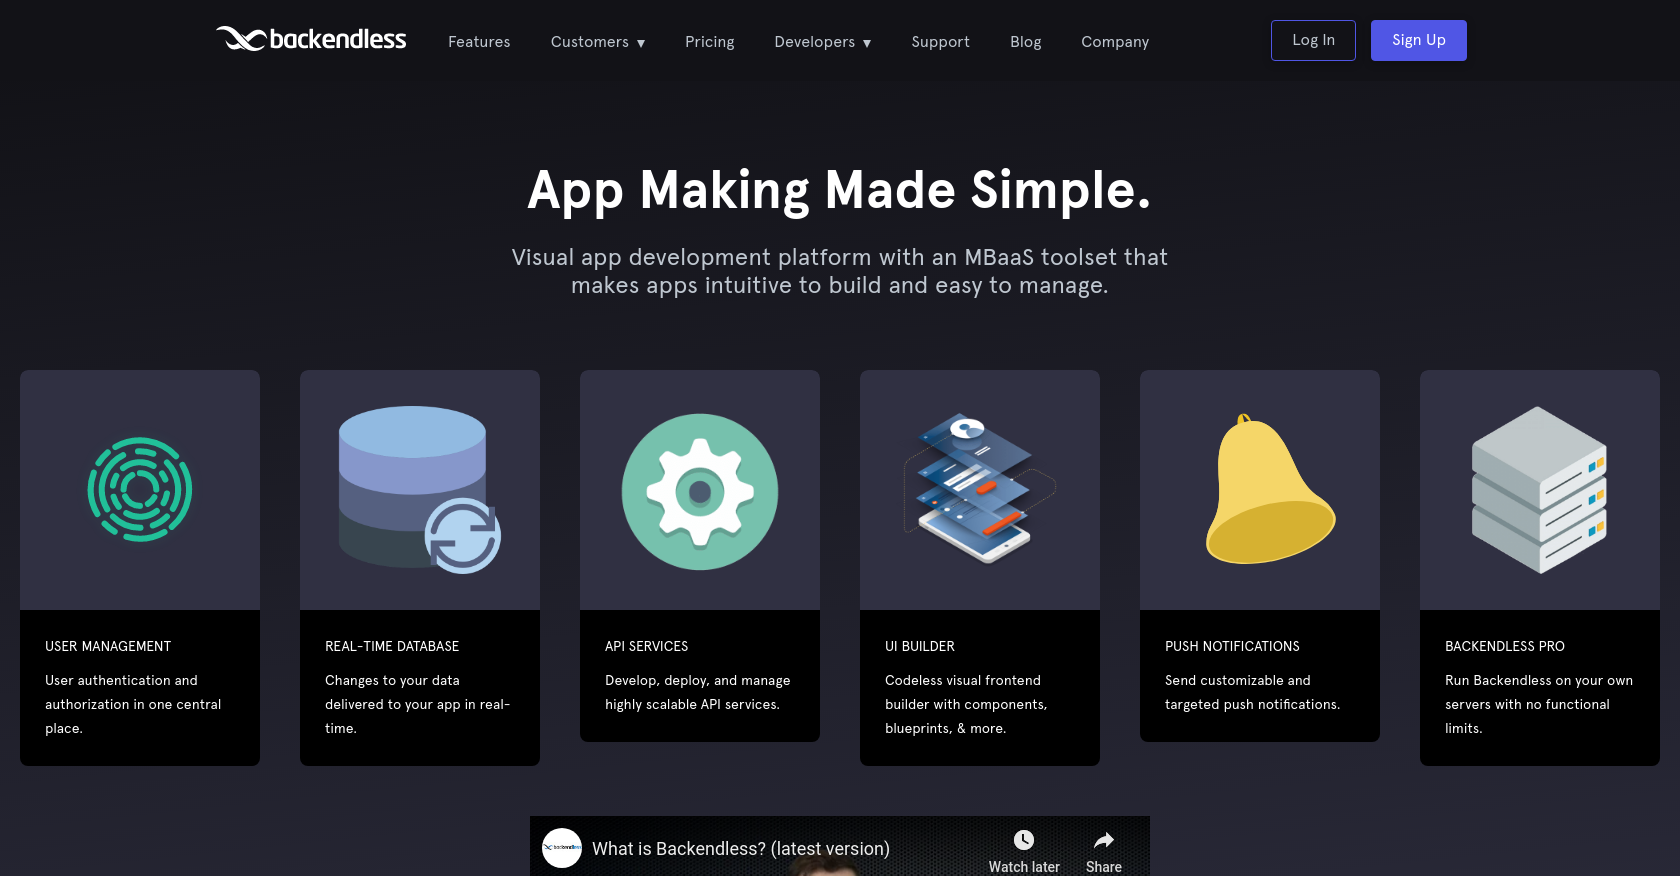 backendless
Features
Customers ▼
Pricing
Developers ▼
Support
Blog
Company
Log In
Sign Up
App Making Made Simple.
Visual app development platform with an MBaaS toolset that
makes apps intuitive to build and easy to manage.
USER MANAGEMENT
User authentication and
authorization in one central
place.
REAL-TIME DATABASE
Changes to your data
delivered to your app in real-
time.
API SERVICES
Develop, deploy, and manage
highly scalable API services.
UI BUILDER
Codeless visual frontend
builder with components,
blueprints, & more.
PUSH NOTIFICATIONS
Send customizable and
targeted push notifications.
BACKENDLESS PRO
Run Backendless on your own
servers with no functional
limits.
backendless
What is Backendless? (latest version)
Watch later
Share